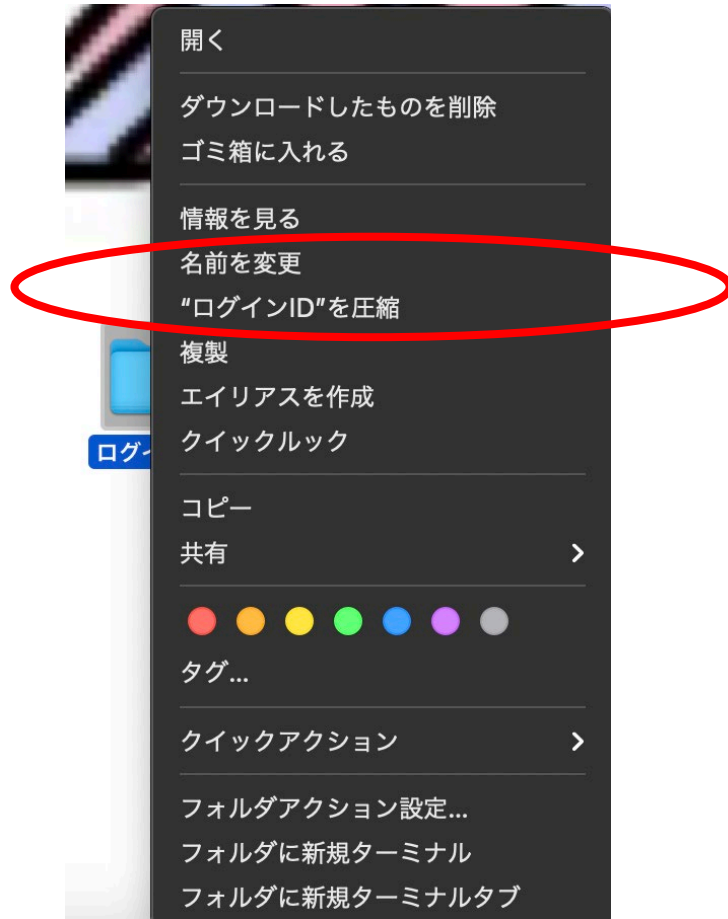 開く
ダウンロードしたものを削除
ゴミ箱に入れる
情報を見る
名前を変更
“ログインID”を圧縮
複製
エイリアスを作成
クイックルック
ログイ
コピー
共有
タグ...
クイックアクション
フォルダアクション設定...
フォルダに新規ターミナル
フォルダに新規ターミナルタブ